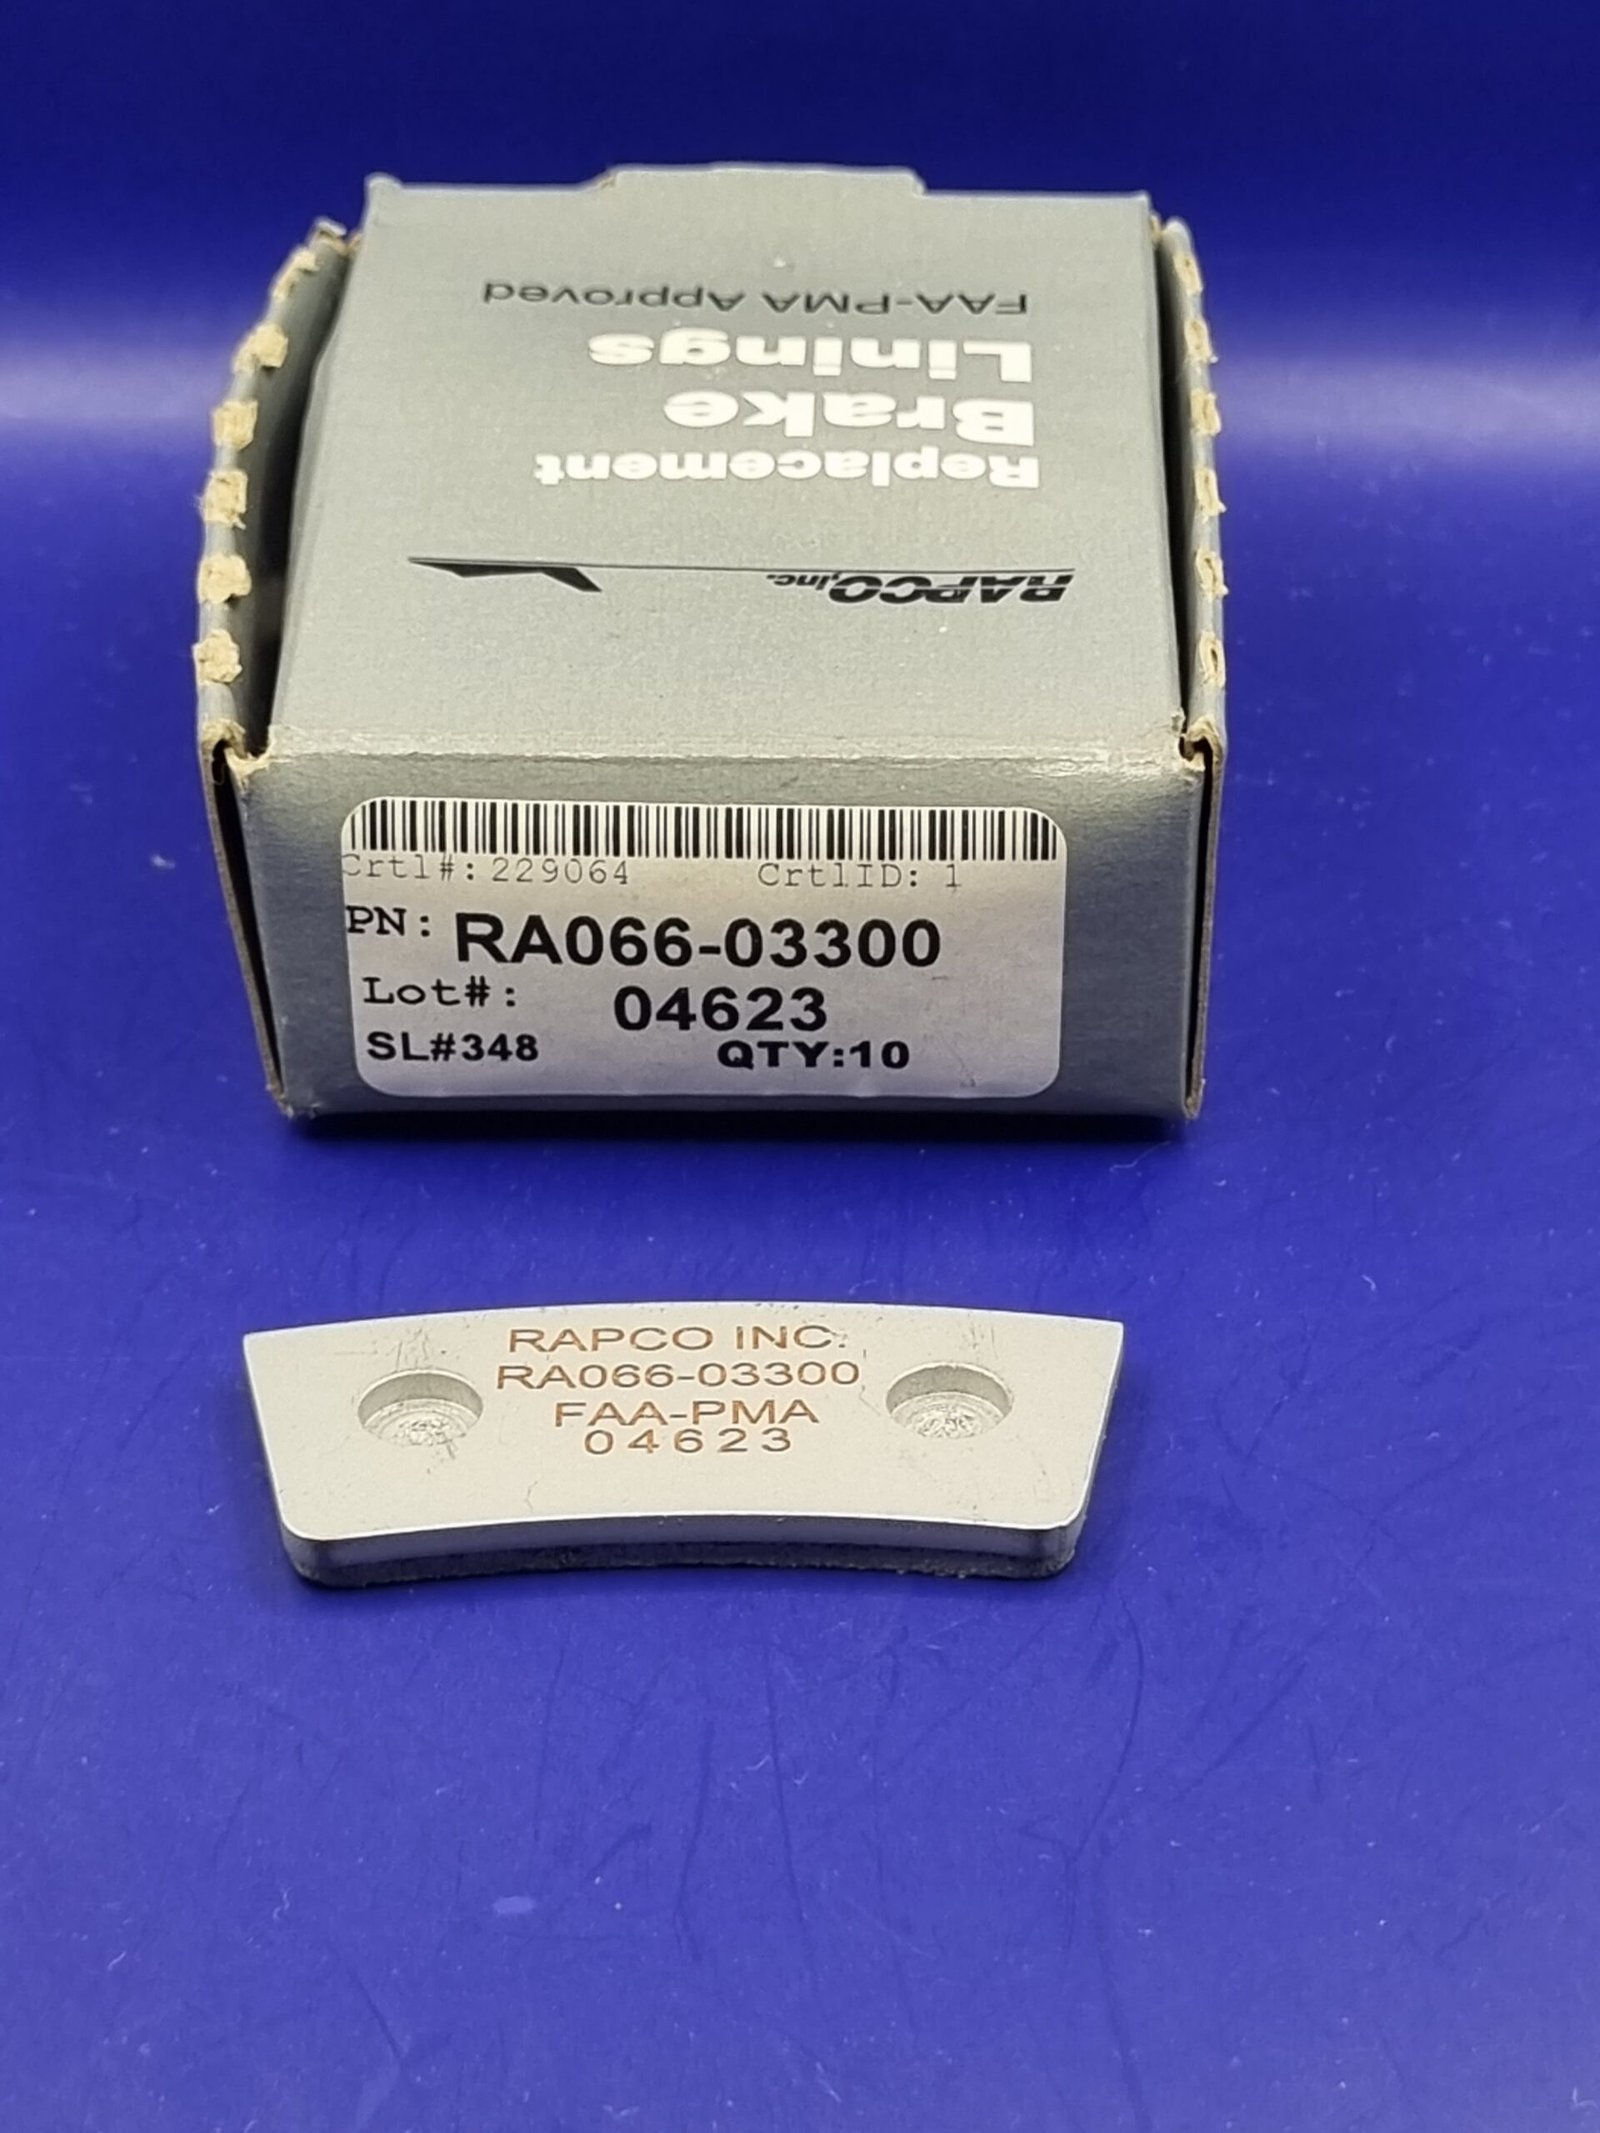 RAPCO, inc.
Replacement
Brake
Linings
FAA-PMA Approved
Crtl#: 229064 CrtlID: 1
PN: RA066-03300
Lot#: 04623
SL#348 QTY:10
RAPCO INC.
RA066-03300
FAA-PMA
04623